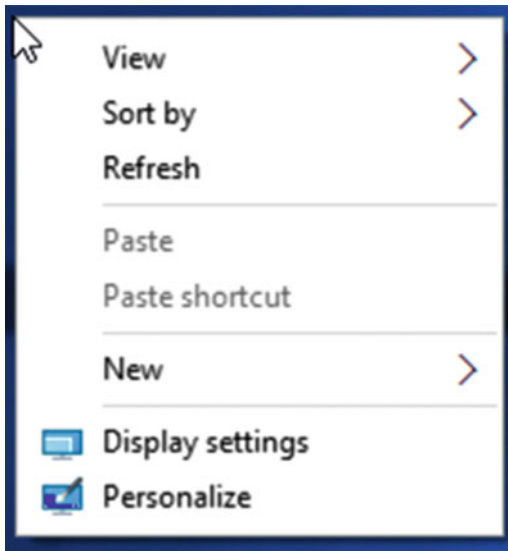 View
Sort by
Refresh
Paste
Paste shortcut
New
Display settings
Personalize